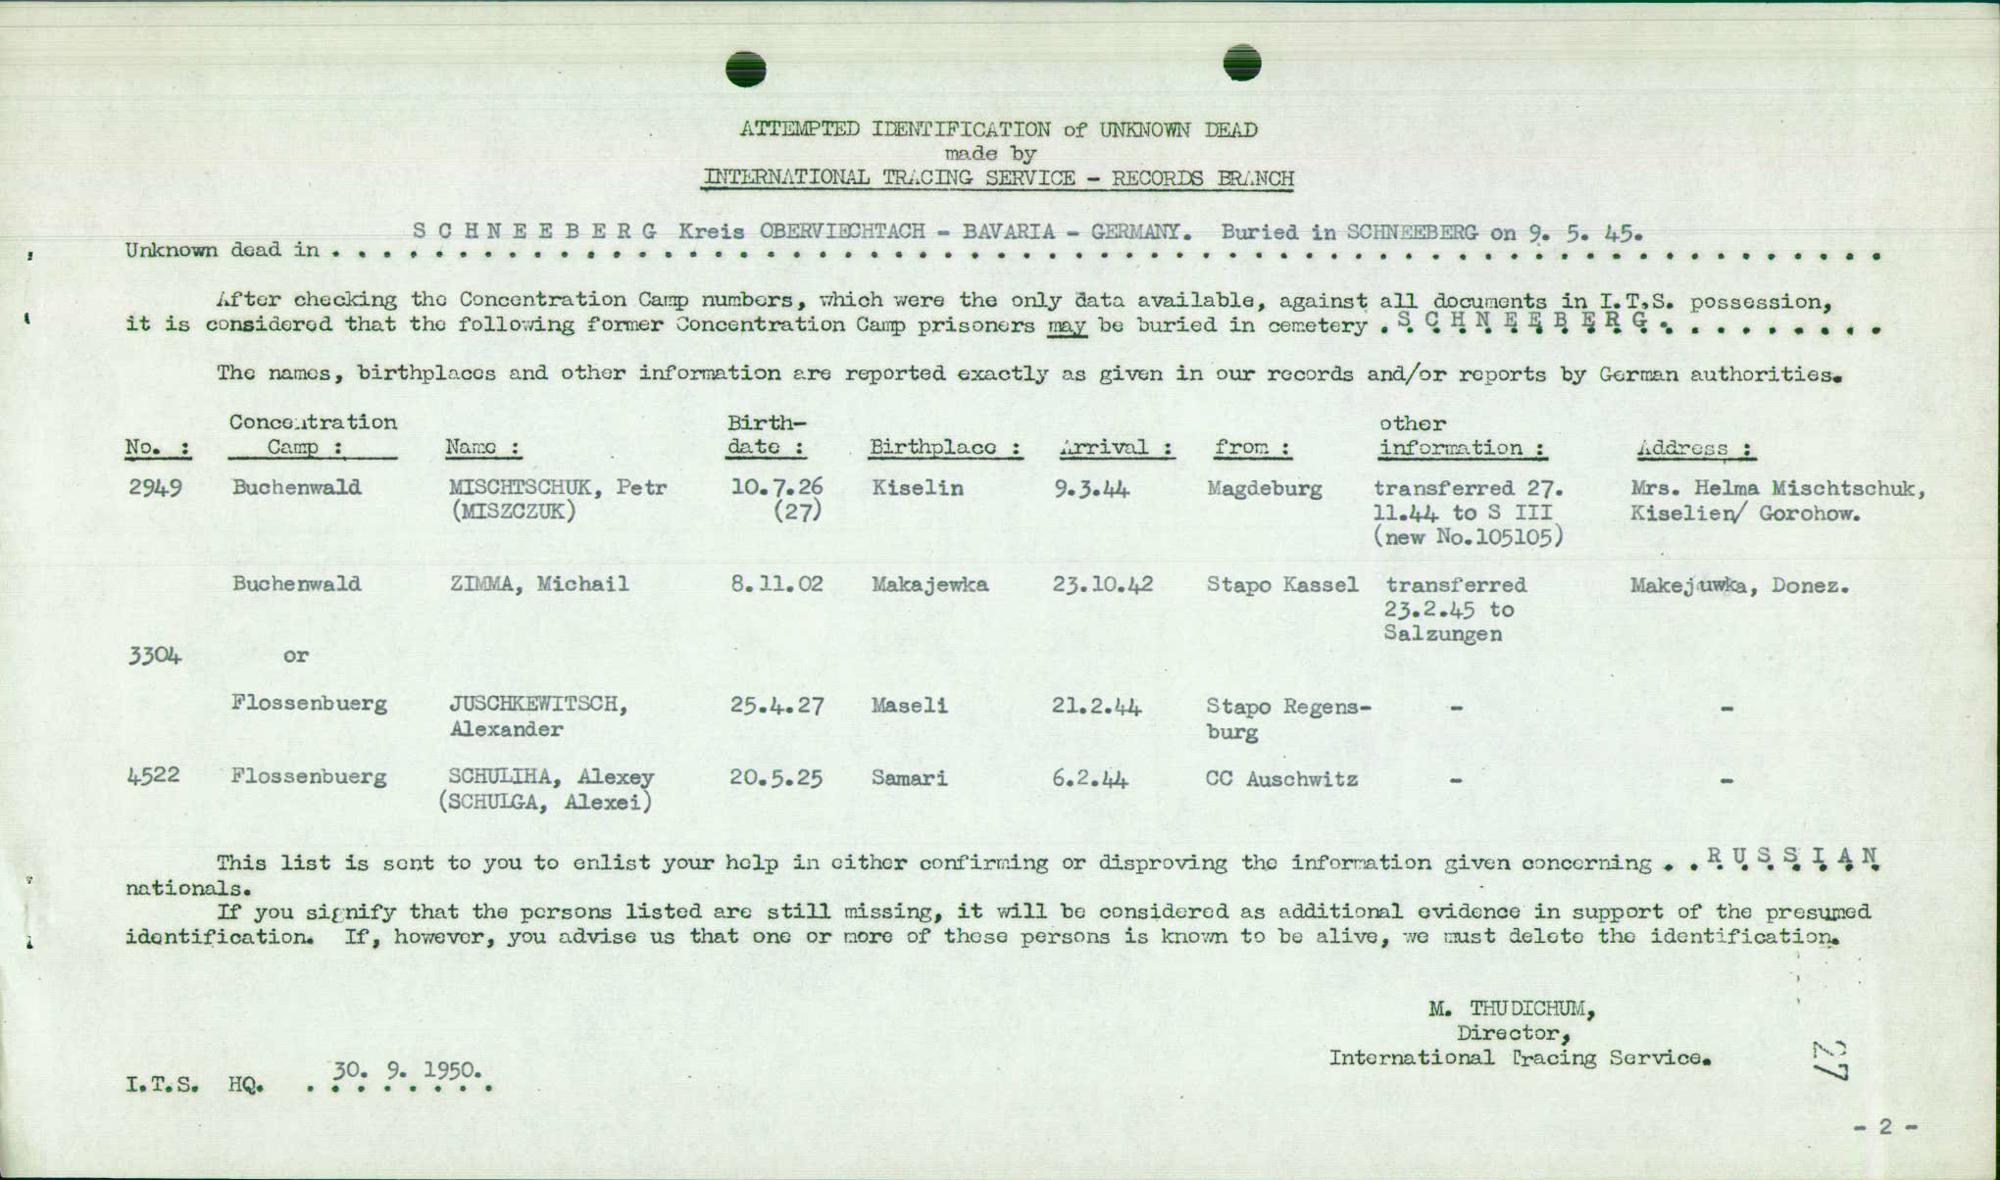 ATTEMPTED IDENTIFICATION of UNKNOWN DEAD
made by
INTERNATIONAL TRACING SERVICE - RECORDS BRANCH
S C H N E E B E R G Kreis OBERVIECHTACH - BAVARIA - GERMANY. Buried in SCHNEEBERG on 9. 5. 45.
Unknown dead in . . . . . . . . . . . . . . . . . . . . . . . . . . . . . . . . . . . . . . . . . . . . . . . . . . . . . . . . . . . .
After checking the Concentration Camp numbers, which were the only data available, against all documents in I.T.S. possession,
it is considered that the following former Concentration Camp prisoners may be buried in cemetery . S C H N E E B E R G . . . . . . . . .
The names, birthplaces and other information are reported exactly as given in our records and/or reports by German authorities.
Concentration Birth- other
No. : Camp : Name : date : Birthplace : Arrival : from : information : Address :
2949 Buchenwald MISCHTSCHUK, Petr 10.7.26 Kiselin 9.3.44 Magdeburg transferred 27. Mrs. Helma Mischtschuk,
(MISZCZUK) (27) 11.44 to S III Kiselien/ Gorohow.
(new No.105105)
Buchenwald ZIMMA, Michail 8.11.02 Makajewka 23.10.42 Stapo Kassel transferred Makejuwka, Donez.
23.2.45 to
Salzungen
3304 or
Flossenbuerg JUSCHKEWITSCH, 25.4.27 Maseli 21.2.44 Stapo Regens- - -
Alexander burg
4522 Flossenbuerg SCHULIHA, Alexey 20.5.25 Samari 6.2.44 CC Auschwitz - -
(SCHULGA, Alexei)
This list is sent to you to enlist your help in either confirming or disproving the information given concerning . . R U S S I A N
nationals.
If you signify that the persons listed are still missing, it will be considered as additional evidence in support of the presumed
identification. If, however, you advise us that one or more of these persons is known to be alive, we must delete the identification.
M. THUDICHUM,
Director,
International Tracing Service.
I.T.S. HQ. . 30. 9. 1950. . . . . . .
27
- 2 -